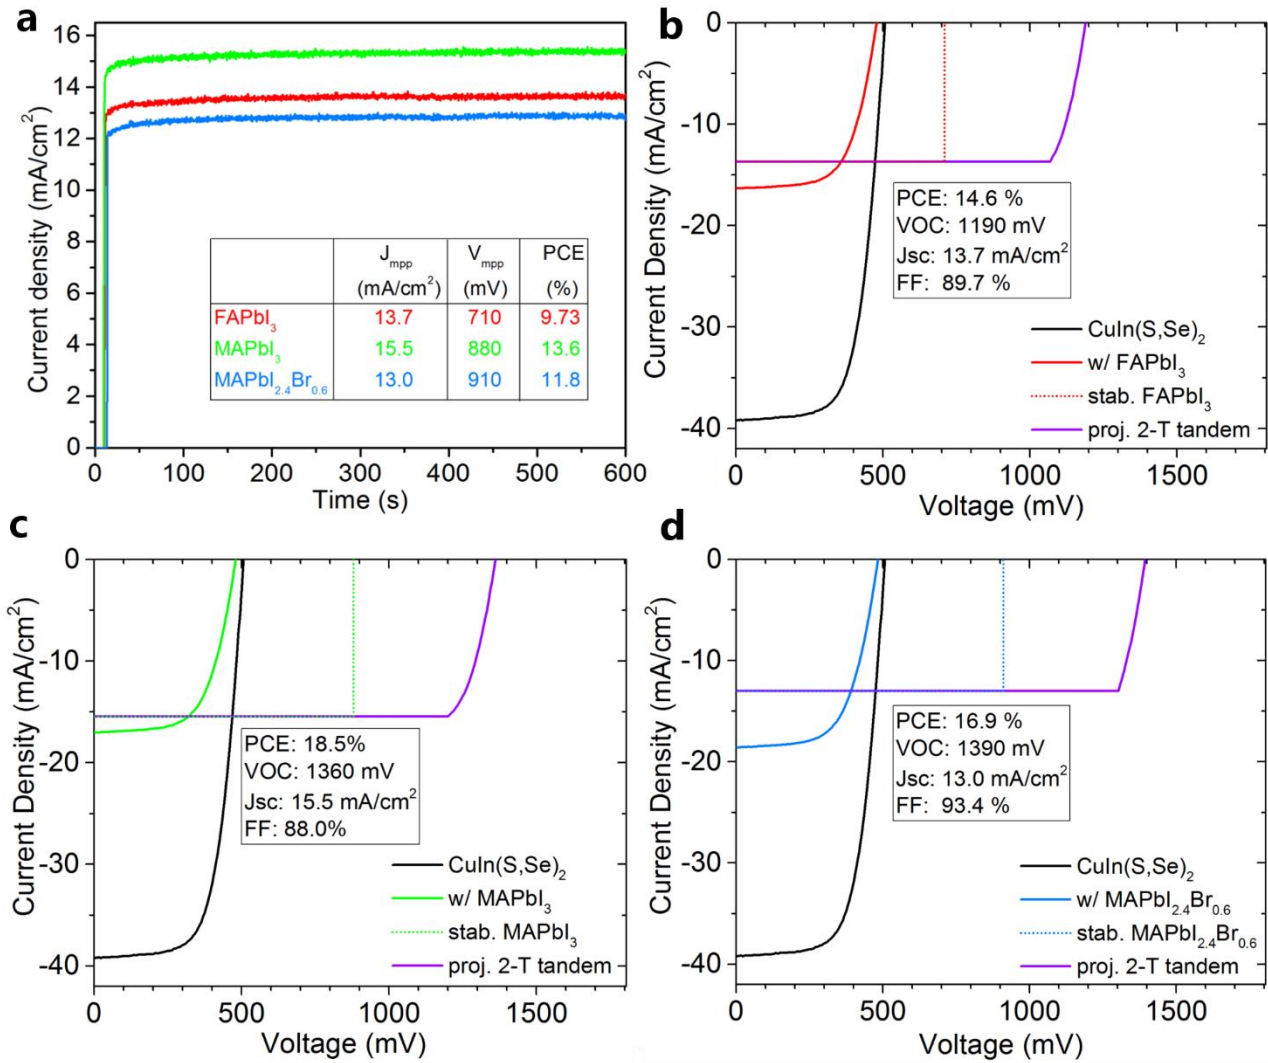 a
Current density (mA/cm²)
16
14
12
10
8
6
4
2
0
J_mpp V_mpp PCE
(mA/cm²) (mV) (%)
FAPbI₃ 13.7 710 9.73
MAPbI₃ 15.5 880 13.6
MAPbI₂.₄Br₀.₆ 13.0 910 11.8
0 100 200 300 400 500 600
Time (s)
b
Current Density (mA/cm²)
0
-10
-20
-30
-40
PCE: 14.6 %
VOC: 1190 mV
Jsc: 13.7 mA/cm²
FF: 89.7 %
CuIn(S,Se)₂
w/ FAPbI₃
stab. FAPbI₃
proj. 2-T tandem
0 500 1000 1500
Voltage (mV)
c
Current Density (mA/cm²)
0
-10
-20
-30
-40
PCE: 18.5%
VOC: 1360 mV
Jsc: 15.5 mA/cm²
FF: 88.0%
CuIn(S,Se)₂
w/ MAPbI₃
stab. MAPbI₃
proj. 2-T tandem
0 500 1000 1500
Voltage (mV)
d
Current Density (mA/cm²)
0
-10
-20
-30
-40
PCE: 16.9 %
VOC: 1390 mV
Jsc: 13.0 mA/cm²
FF: 93.4 %
CuIn(S,Se)₂
w/ MAPbI₂.₄Br₀.₆
stab. MAPbI₂.₄Br₀.₆
proj. 2-T tandem
0 500 1000 1500
Voltage (mV)